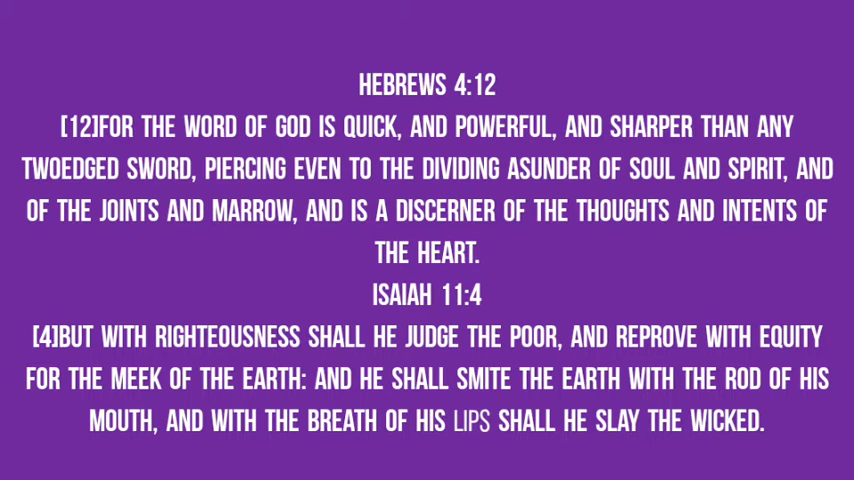 HEBREWS 4:12
[12]FOR THE WORD OF GOD IS QUICK, AND POWERFUL, AND SHARPER THAN ANY
TWOEDGED SWORD, PIERCING EVEN TO THE DIVIDING ASUNDER OF SOUL AND SPIRIT, AND
OF THE JOINTS AND MARROW, AND IS A DISCERNER OF THE THOUGHTS AND INTENTS OF
THE HEART.
ISAIAH 11:4
[4]BUT WITH RIGHTEOUSNESS SHALL HE JUDGE THE POOR, AND REPROVE WITH EQUITY
FOR THE MEEK OF THE EARTH: AND HE SHALL SMITE THE EARTH WITH THE ROD OF HIS
MOUTH, AND WITH THE BREATH OF HIS LIPS SHALL HE SLAY THE WICKED.